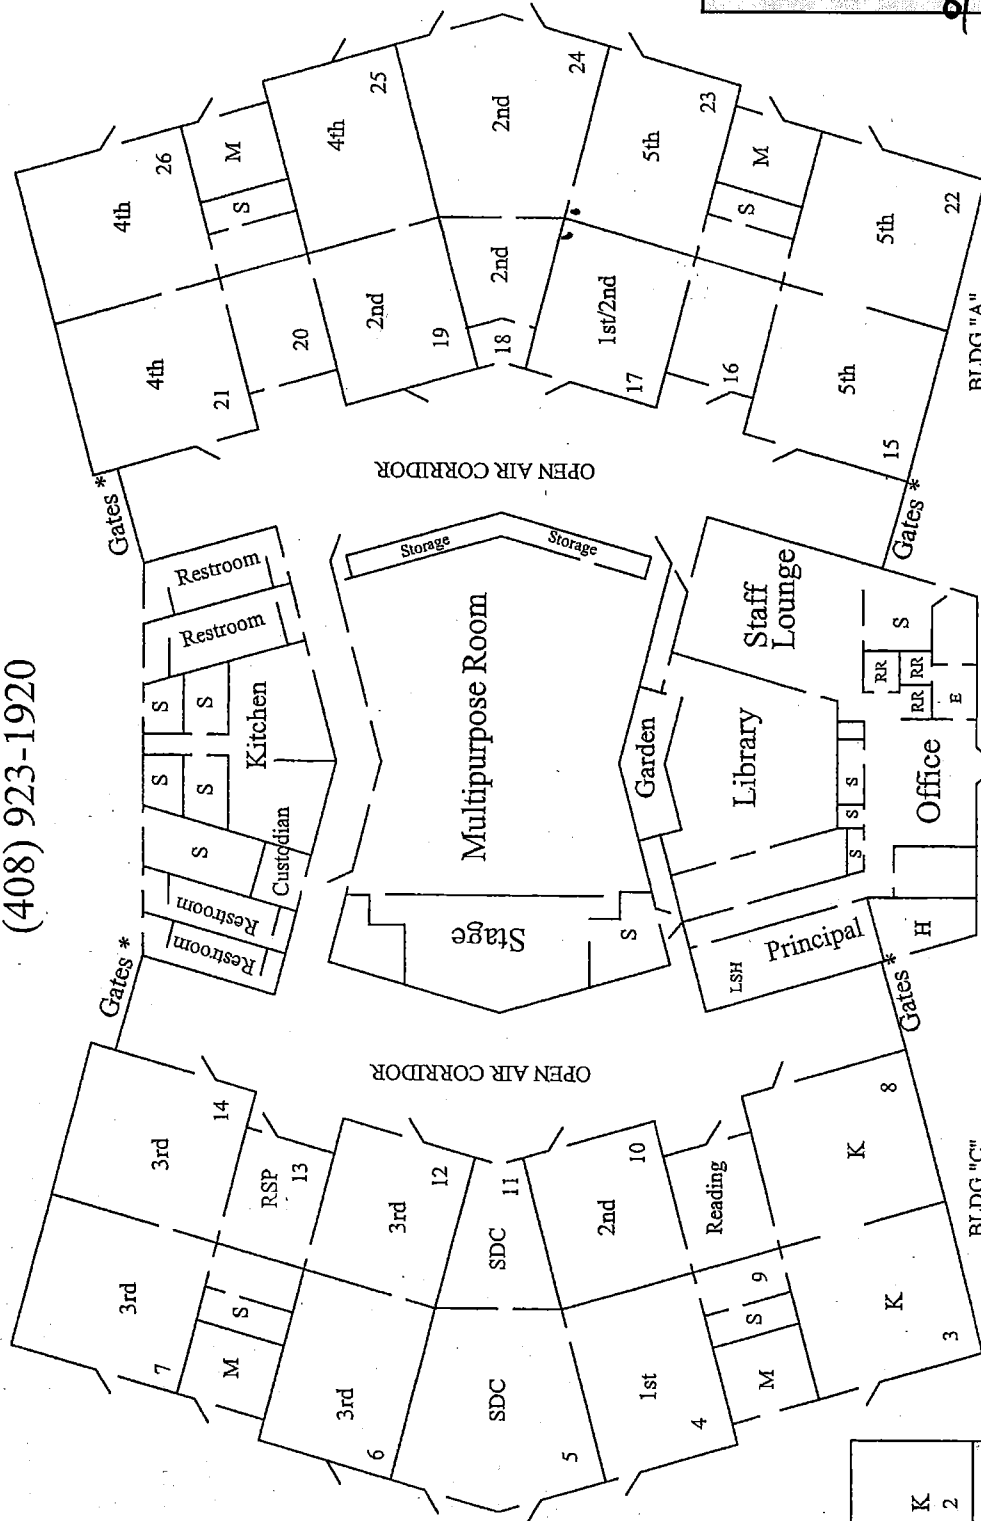 (408) 923-1920
Gates *
Gates *
7
3rd
3rd
14
M
S
RSP
13
6
3rd
3rd
12
SDC
5
SDC
11
1st
4
2nd
10
M
S
9
Reading
K
3
K
8
BLDG "C"
K
2
OPEN AIR CORRIDOR
Restroom
Restroom
S
Custodian
S
S
S
S
Kitchen
Restroom
Restroom
Stage
S
Multipurpose Room
Storage
Storage
Garden
LSH
Principal
Library
Staff
Lounge
H
S
S
S
Office
RR
RR
RR
S
E
Gates *
Gates *
OPEN AIR CORRIDOR
4th
21
4th
26
20
S
M
2nd
19
4th
25
18
2nd
2nd
24
1st/2nd
17
5th
23
16
S
M
5th
15
5th
22
BLDG "A"